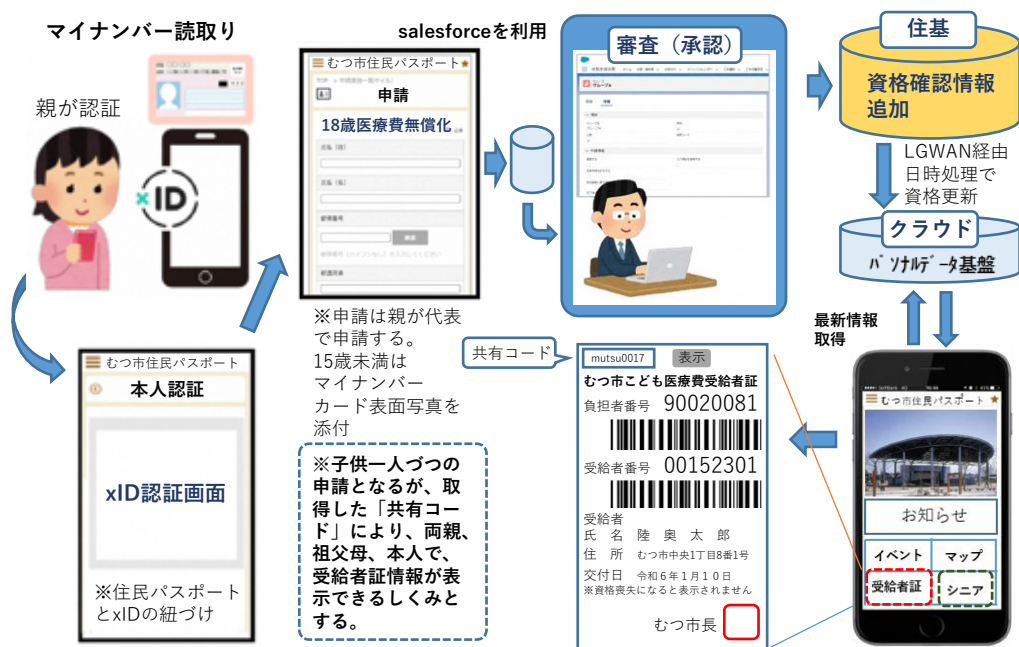 マイナンバー読取り
親が認証
xID
むつ市住民パスポート
本人認証
xID認証画面
※住民パスポート
とxIDの紐づけ
salesforceを利用
むつ市住民パスポート★
申請
18歳医療費無償化
氏名（姓）
氏名（名）
郵便番号
※申請は親が代表
で申請する。
15歳未満は
マイナンバー
カード表面写真を
添付
※子供一人づつの
申請となるが、取
得した「共有コー
ド」により、両親、
祖父母、本人で、
受給者証情報が表
示できるしくみと
する。
審査（承認）
住基
資格確認情報
追加
LGWAN経由
日時処理で
資格更新
クラウド
パーソナルデータ基盤
最新情報
取得
共有コード
mutsu0017
表示
むつ市こども医療費受給者証
負担者番号 90020081
受給者番号 00152301
受給者
氏 名 陸 奥 太 郎
住 所 むつ市中央1丁目8番1号
交付日 令和6年1月10日
※資格喪失になると表示されません
むつ市長
むつ市住民パスポート ★
お知らせ
イベント
マップ
受給者証
シニア